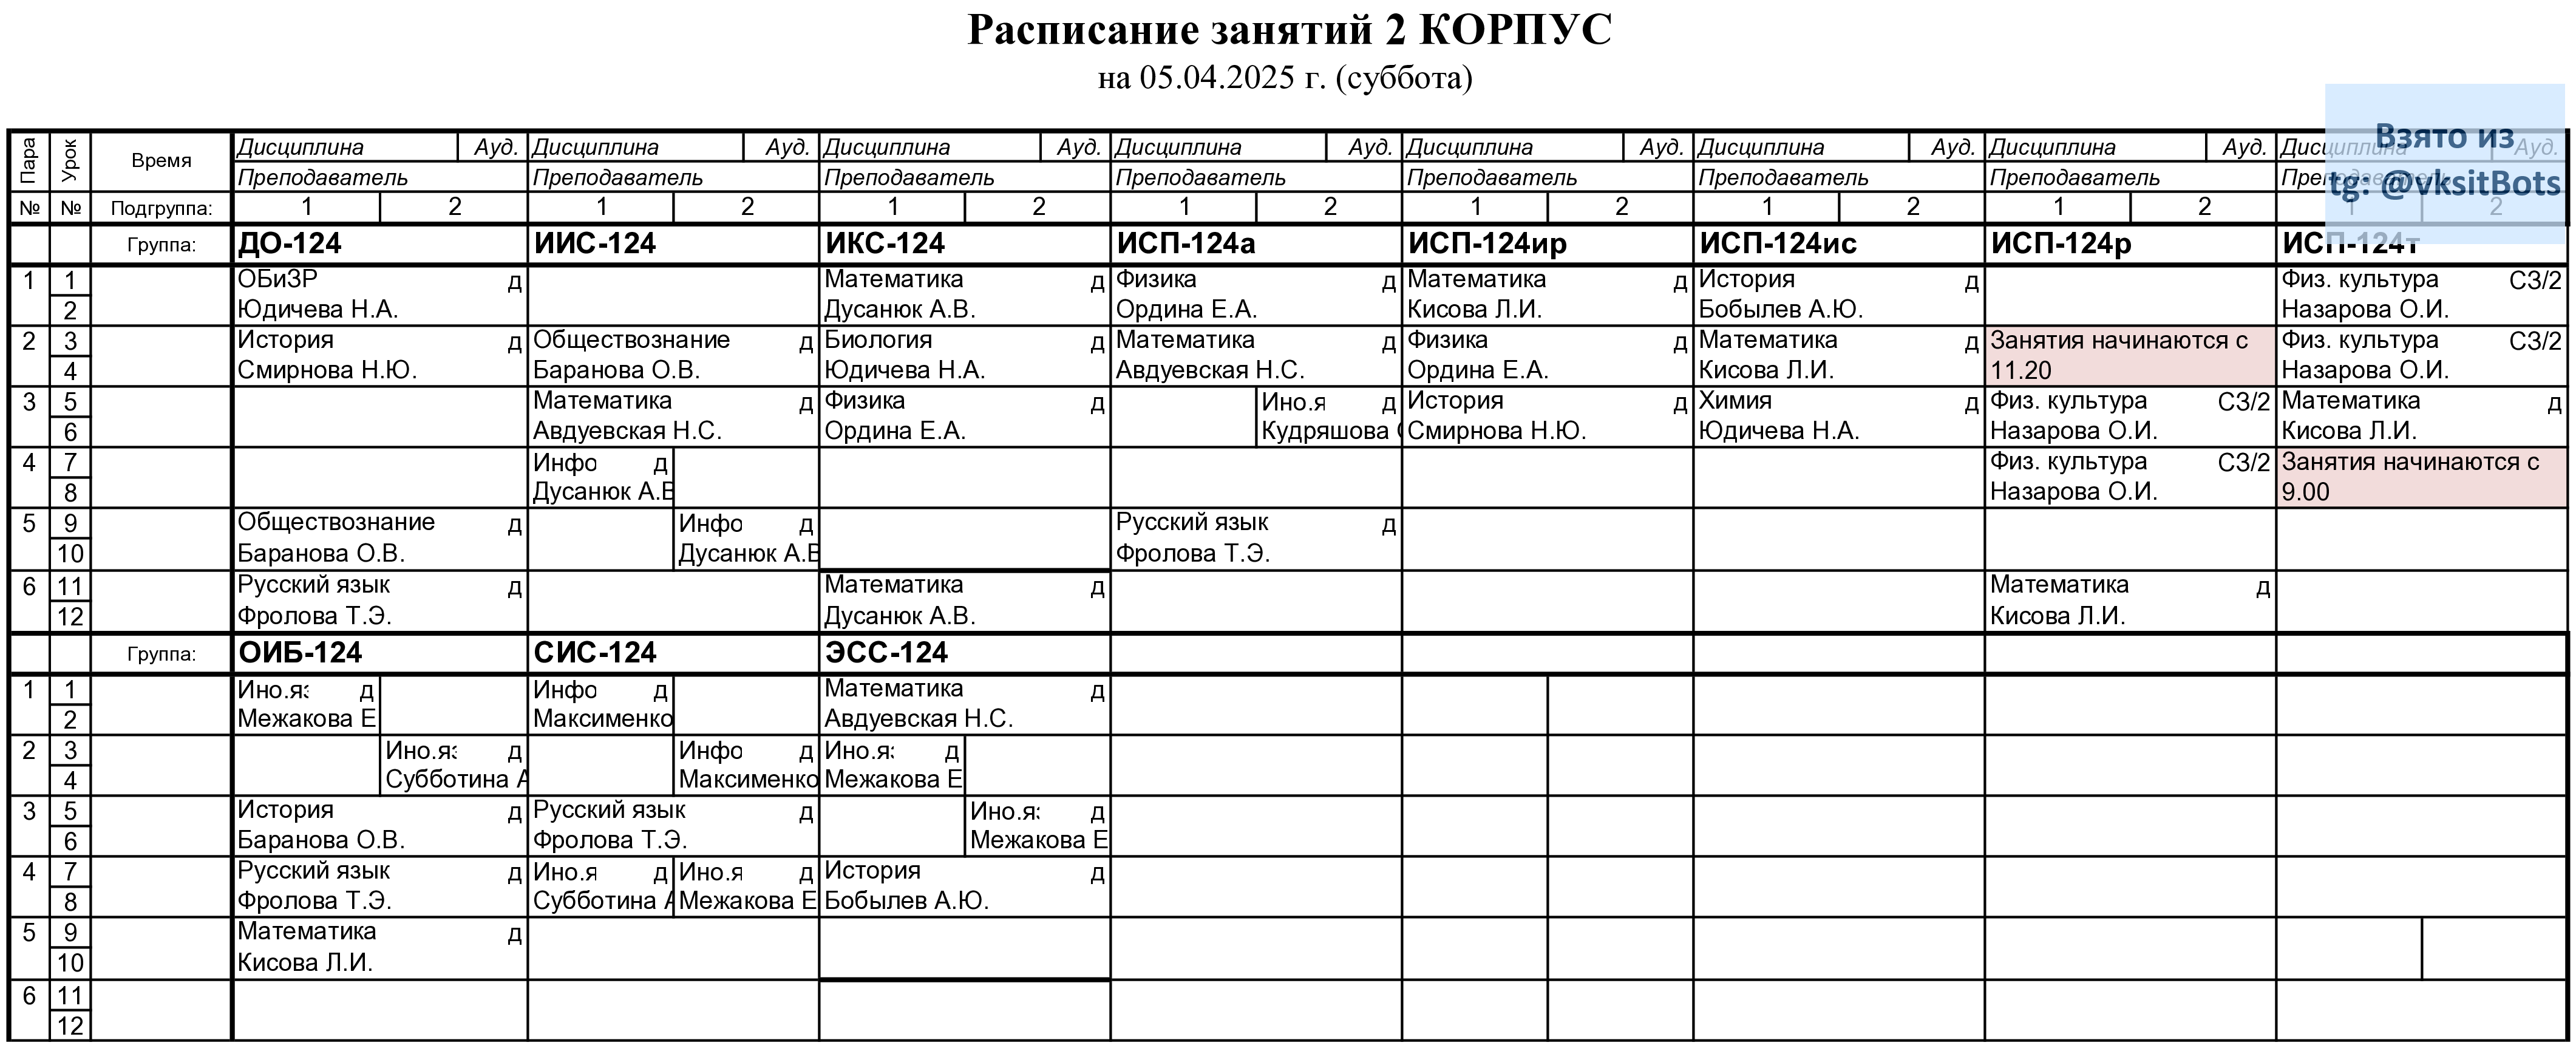 Расписание занятий 2 КОРПУС
на 05.04.2025 г. (суббота)
Взято из
tg: @vksitBots
Пара Урок Время Дисциплина Ауд. Дисциплина Ауд. Дисциплина Ауд. Дисциплина Ауд. Дисциплина Ауд. Дисциплина Ауд. Дисциплина Ауд. Дисциплина Ауд.
Преподаватель Преподаватель Преподаватель Преподаватель Преподаватель Преподаватель Преподаватель Преподаватель
№ № Подгруппа: 1 2 1 2 1 2 1 2 1 2 1 2 1 2 1 2
Группа: ДО-124 ИИС-124 ИКС-124 ИСП-124а ИСП-124ир ИСП-124ис ИСП-124р ИСП-124т
1 1 ОБиЗР д Математика д Физика д Математика д История д Физ. культура СЗ/2
2 Юдичева Н.А. Дусанюк А.В. Ордина Е.А. Кисова Л.И. Бобылев А.Ю. Назарова О.И.
2 3 История д Обществознание д Биология д Математика д Физика д Математика д Занятия начинаются с Физ. культура СЗ/2
4 Смирнова Н.Ю. Баранова О.В. Юдичева Н.А. Авдуевская Н.С. Ордина Е.А. Кисова Л.И. 11.20 Назарова О.И.
3 5 Математика д Физика д Ино.я д История д Химия д Физ. культура СЗ/2 Математика д
6 Авдуевская Н.С. Ордина Е.А. Кудряшова Смирнова Н.Ю. Юдичева Н.А. Назарова О.И. Кисова Л.И.
4 7 Инфо д Физ. культура СЗ/2 Занятия начинаются с
8 Дусанюк А.В Назарова О.И. 9.00
5 9 Обществознание д Инфо д Русский язык д
10 Баранова О.В. Дусанюк А.В Фролова Т.Э.
6 11 Русский язык д Математика д Математика д
12 Фролова Т.Э. Дусанюк А.В. Кисова Л.И.
Группа: ОИБ-124 СИС-124 ЭСС-124
1 1 Ино.яз д Инфо д Математика д
2 Межакова Е Максименко Авдуевская Н.С.
2 3 Ино.яз д Инфо д Ино.яз д
4 Субботина А Максименко Межакова Е
3 5 История д Русский язык д Ино.яз д
6 Баранова О.В. Фролова Т.Э. Межакова Е
4 7 Русский язык д Ино.я д Ино.я д История д
8 Фролова Т.Э. Субботина А Межакова Е Бобылев А.Ю.
5 9 Математика д
10 Кисова Л.И.
6 11
12